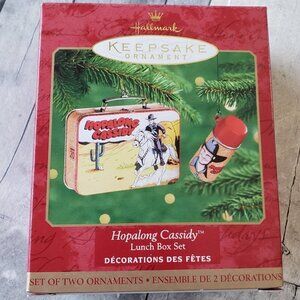 Hallmark
KEEPSAKE
ORNAMENT
HOPALONG
CASSIDY
Hopalong Cassidy™
Lunch Box Set
DÉCORATIONS DES FÊTES
SET OF TWO ORNAMENTS • ENSEMBLE DE 2 DÉCORATIONS